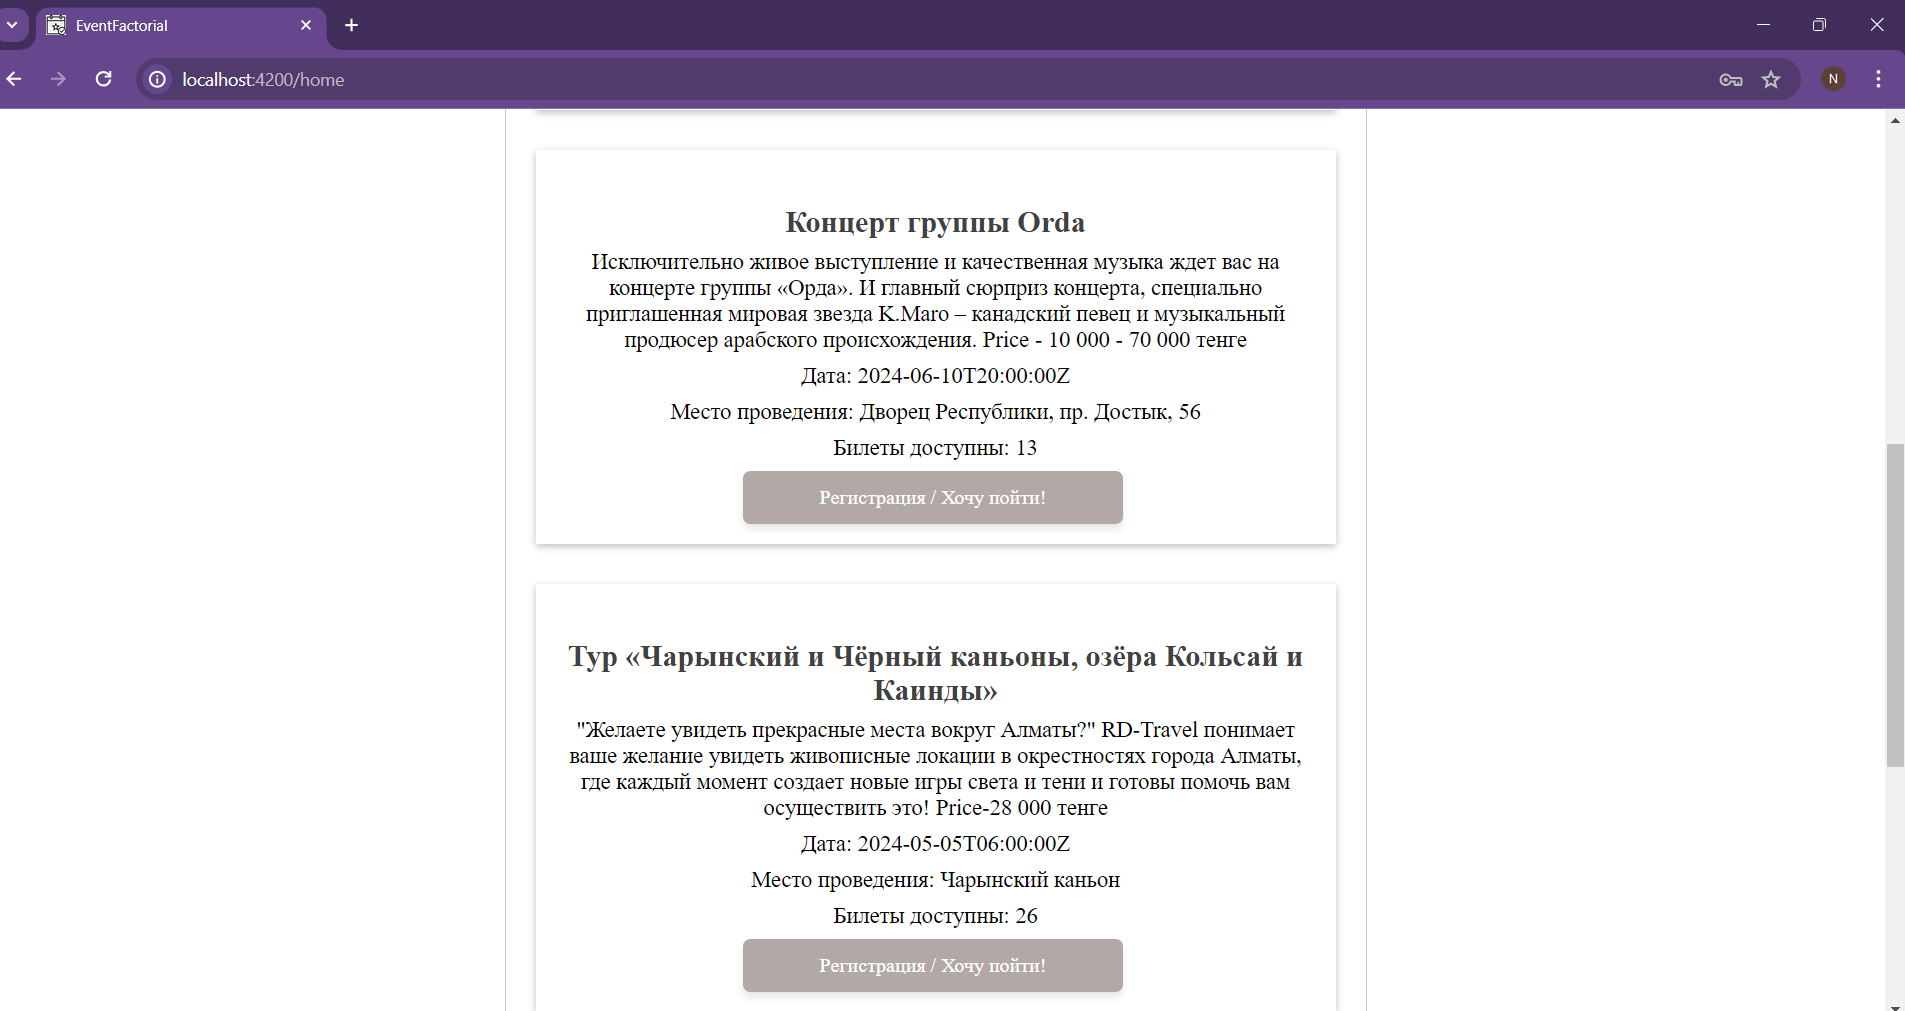 EventFactorial
localhost:4200/home
N
Концерт группы Orda
Исключительно живое выступление и качественная музыка ждет вас на
концерте группы «Орда». И главный сюрприз концерта, специально
приглашенная мировая звезда K.Maro – канадский певец и музыкальный
продюсер арабского происхождения. Price - 10 000 - 70 000 тенге
Дата: 2024-06-10T20:00:00Z
Место проведения: Дворец Республики, пр. Достык, 56
Билеты доступны: 13
Регистрация / Хочу пойти!
Тур «Чарынский и Чёрный каньоны, озёра Кольсай и
Каинды»
"Желаете увидеть прекрасные места вокруг Алматы?" RD-Travel понимает
ваше желание увидеть живописные локации в окрестностях города Алматы,
где каждый момент создает новые игры света и тени и готовы помочь вам
осуществить это! Price-28 000 тенге
Дата: 2024-05-05T06:00:00Z
Место проведения: Чарынский каньон
Билеты доступны: 26
Регистрация / Хочу пойти!